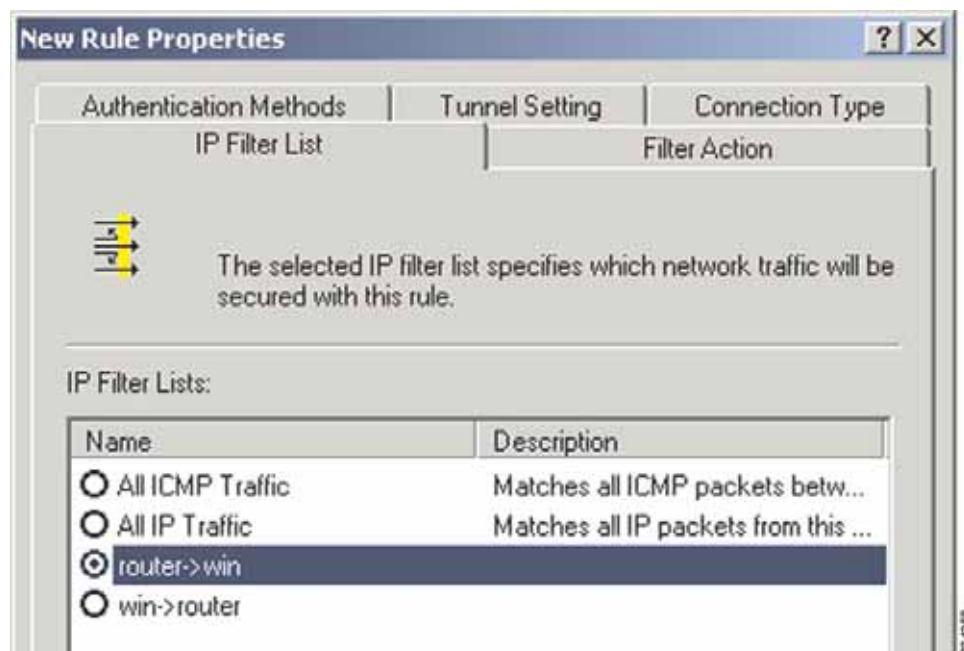 New Rule Properties
? X
Authentication Methods Tunnel Setting Connection Type
IP Filter List Filter Action
The selected IP filter list specifies which network traffic will be
secured with this rule.
IP Filter Lists:
Name Description
All ICMP Traffic Matches all ICMP packets betw...
All IP Traffic Matches all IP packets from this ...
router->win
win->router